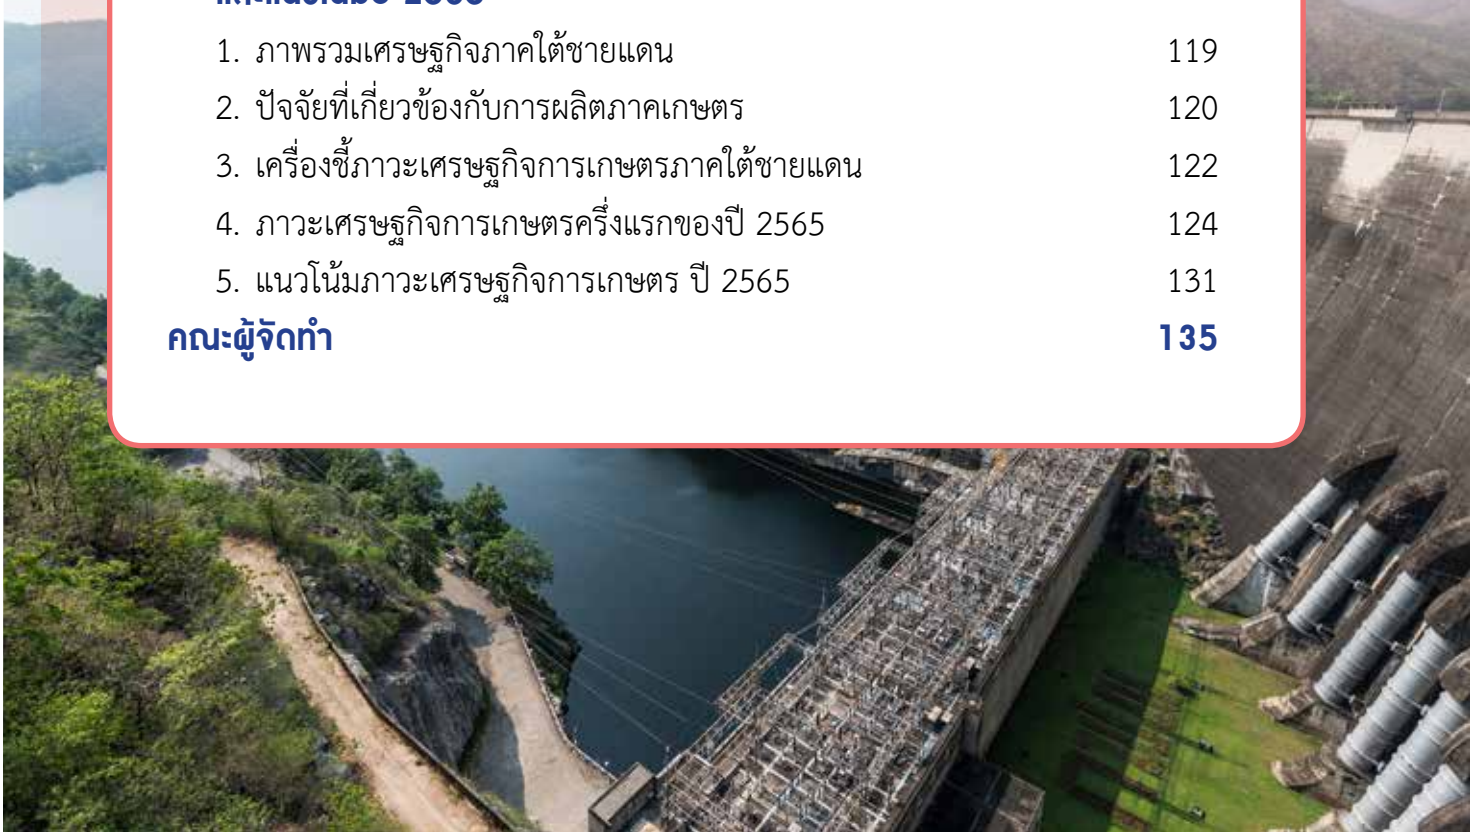 1. ภาพรวมเศรษฐกิจภาคใต้ชายแดน 119
2. ปัจจัยที่เกี่ยวข้องกับการผลิตภาคเกษตร 120
3. เครื่องชี้ภาวะเศรษฐกิจการเกษตรภาคใต้ชายแดน 122
4. ภาวะเศรษฐกิจการเกษตรครึ่งแรกของปี 2565 124
5. แนวโน้มภาวะเศรษฐกิจการเกษตร ปี 2565 131
คณะผู้จัดทำ 135